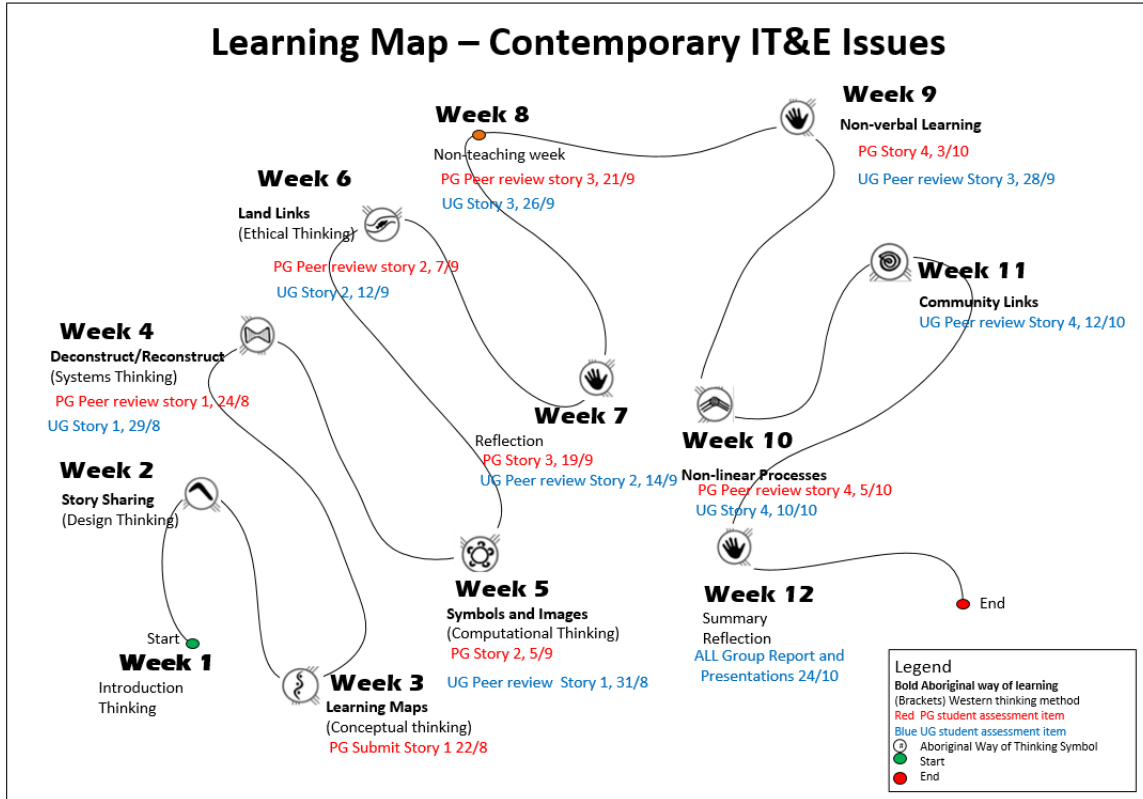 Learning Map – Contemporary IT&E Issues
Start
Week 1
Introduction
Thinking
Week 2
Story Sharing
(Design Thinking)
Week 3
Learning Maps
(Conceptual thinking)
PG Submit Story 1 22/8
Week 4
Deconstruct/Reconstruct
(Systems Thinking)
PG Peer review story 1, 24/8
UG Story 1, 29/8
Week 5
Symbols and Images
(Computational Thinking)
PG Story 2, 5/9
UG Peer review Story 1, 31/8
Week 6
Land Links
(Ethical Thinking)
PG Peer review story 2, 7/9
UG Story 2, 12/9
Week 7
Reflection
PG Story 3, 19/9
UG Peer review Story 2, 14/9
Week 8
Non-teaching week
PG Peer review story 3, 21/9
UG Story 3, 26/9
Week 9
Non-verbal Learning
PG Story 4, 3/10
UG Peer review Story 3, 28/9
Week 10
Non-linear Processes
PG Peer review story 4, 5/10
UG Story 4, 10/10
Week 11
Community Links
UG Peer review Story 4, 12/10
Week 12
Summary
Reflection
ALL Group Report and
Presentations 24/10
End
Legend
Bold Aboriginal way of learning
(Brackets) Western thinking method
Red PG student assessment item
Blue UG student assessment item
# Aboriginal Way of Thinking Symbol
Start
End